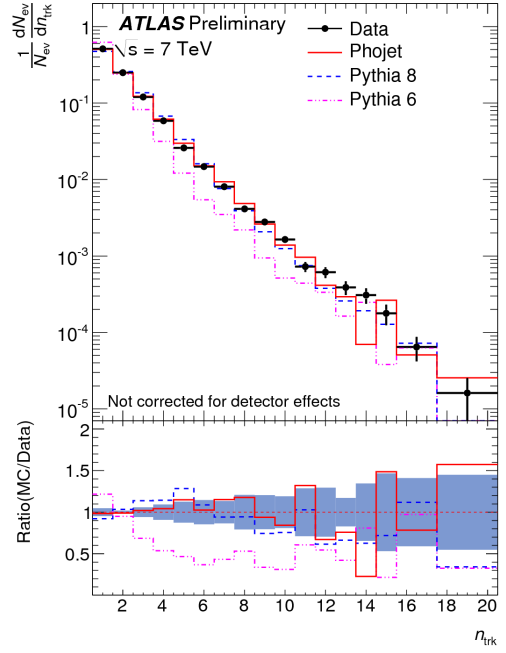 ATLAS Preliminary
√s = 7 TeV
1/N_ev dN_ev/dn_trk
Data
Phojet
Pythia 8
Pythia 6
1
10⁻¹
10⁻²
10⁻³
10⁻⁴
10⁻⁵
Not corrected for detector effects
Ratio(MC/Data)
2
1.5
1
0.5
2 4 6 8 10 12 14 16 18 20
n_trk